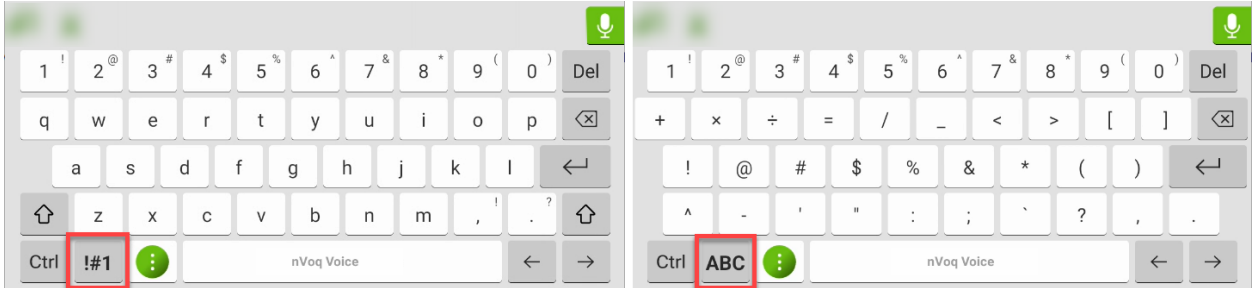 1 ! 2 @ 3 # 4 $ 5 % 6 ^ 7 & 8 * 9 ( 0 ) Del
q w e r t y u i o p
a s d f g h j k l
z x c v b n m , ! . ?
Ctrl !#1 nVoq Voice ← →
1 ! 2 @ 3 # 4 $ 5 % 6 ^ 7 & 8 * 9 ( 0 ) Del
+ × ÷ = / _ < > [ ]
! @ # $ % & * ( )
^ - ' " : ; ` ? , .
Ctrl ABC nVoq Voice ← →